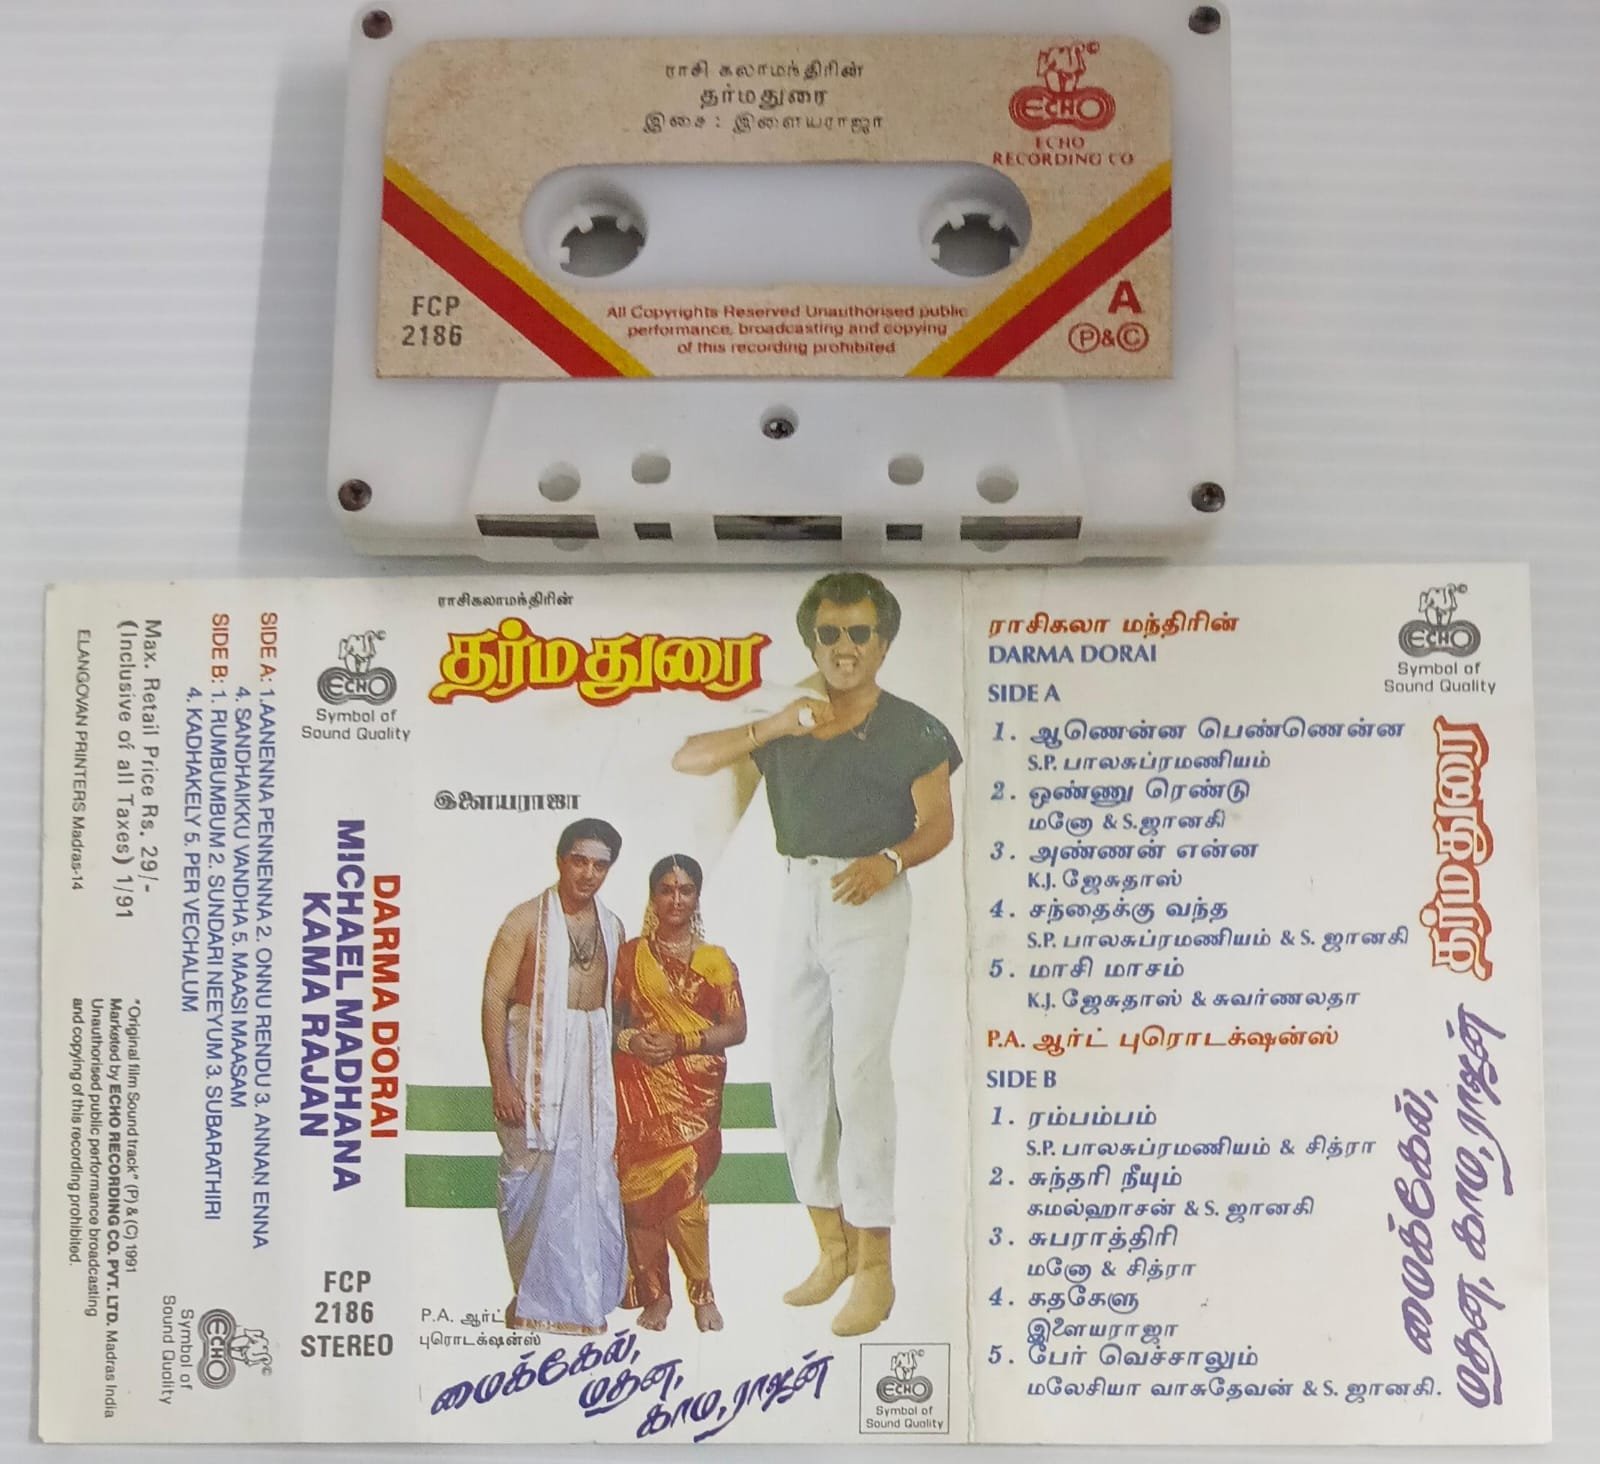 ராசி கலாமந்திரின்
தர்மதுரை
இசை : இளையராஜா
ECHO
ECHO
RECORDING CO
FCP
2186
All Copyrights Reserved Unauthorised public
performance, broadcasting and copying
of this recording prohibited
A
P&C
ELANGOVAN PRINTERS Madras-14
Max. Retail Price Rs. 29/-
(Inclusive of all Taxes) 1/91
"Original film Sound track" (P) & (C) 1991
Marketed by ECHO RECORDING CO. PVT. LTD. Madras India
Unauthorised public performance broadcasting
and copying of this recording prohibited.
SIDE A: 1.AANENNA PENNENNA 2. ONNU RENDU 3. ANNAN ENNA
4. SANDHAIKKU VANDHA 5. MAASI MAASAM
SIDE B: 1. RUMBUMBUM 2. SUNDARI NEEYUM 3. SUBARATHIRI
4. KADHAKELY 5. PER VECHALUM
ECHO
Symbol of
Sound Quality
ECHO
Symbol of
Sound Quality
DARMA DORAI
MICHAEL MADHANA
KAMA RAJAN
FCP
2186
STEREO
ராசிகலாமந்திரின்
தர்மதுரை
இளையராஜா
P.A. ஆர்ட்
புரொடக்ஷன்ஸ்
மைக்கேல்,
மதன,
காம, ராஜன்
ECHO
Symbol of
Sound Quality
ராசிகலா மந்திரின்
DARMA DORAI
SIDE A
1. ஆணென்ன பெண்ணென்ன
S.P. பாலசுப்ரமணியம்
2. ஒண்ணு ரெண்டு
மனோ & S.ஜானகி
3. அண்ணன் என்ன
K.J. ஜேசுதாஸ்
4. சந்தைக்கு வந்த
S.P. பாலசுப்ரமணியம் & S. ஜானகி
5. மாசி மாசம்
K.J. ஜேசுதாஸ் & சுவர்ணலதா
P.A. ஆர்ட் புரொடக்ஷன்ஸ்
SIDE B
1. ரம்பம்பம்
S.P. பாலசுப்ரமணியம் & சித்ரா
2. சுந்தரி நீயும்
கமல்ஹாசன் & S. ஜானகி
3. சுபராத்திரி
மனோ & சித்ரா
4. கதகேளு
இளையராஜா
5. பேர் வெச்சாலும்
மலேசியா வாசுதேவன் & S. ஜானகி.
ECHO
Symbol of
Sound Quality
தர்மதுரை
மைக்கேல்,
மதன, காம, ராஜன்